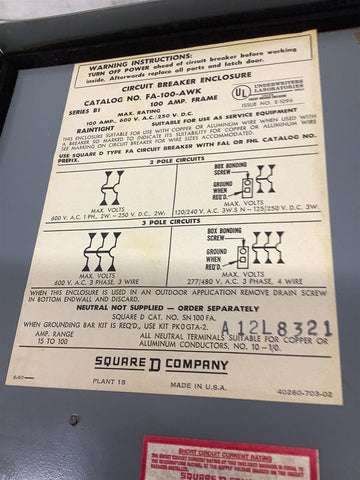 WARNING INSTRUCTIONS:
TURN OFF POWER ahead of circuit breaker before working
inside. Afterwards replace all parts and latch door.
CIRCUIT BREAKER ENCLOSURE
CATALOG NO. FA-100-AWK
SERIES B1 100 AMP. FRAME
MAX. RATING
100 AMP.. 600 V. A.C.; 250 V. D.C.
UL
UNDERWRITERS
LABORATORIES
ISSUE NO. E-1096
SUITABLE FOR USE AS SERVICE EQUIPMENT
RAINTIGHT
THIS ENCLOSURE SUITABLE FOR USE WITH COPPER OR ALUMINUM WIRE WHEN USED WITH
A BREAKER SO MARKED TO INDICATE ITS SUITABILITY FOR COPPER OR ALUMINUM WIRE
SEE MARKING ON CIRCUIT BREAKER FOR WIRE SIZES ACCOMMODATED.
USE SQUARE D TYPE FA CIRCUIT BREAKER WITH FAL OR FHL CATALOG NO.
PREFIX.
2 POLE CIRCUITS
MAX. VOLTS
600 V. A.C. 1 PH., 2W.– 250 V. D.C., 2W.
BOX BONDING
SCREW
GROUND
WHEN
REQ'D.
MAX. VOLTS
120/240 V. A.C. 3W.S N – 125/250 V. D.C. 3W.
3 POLE CIRCUITS
MAX. VOLTS
600 V. A.C. 3 PHASE, 3 WIRE
BOX BONDING
SCREW
GROUND
WHEN
REQ'D.
MAX. VOLTS
277/480 V. A.C. 3 PHASE, 4 WIRE
WHEN THIS ENCLOSURE IS USED IN AN OUTDOOR APPLICATION REMOVE DRAIN SCREW
IN BOTTOM ENDWALL AND DISCARD.
NEUTRAL NOT SUPPLIED – ORDER SEPARATELY
SQUARE D CAT. NO. SN 100 FA.
WHEN GROUNDING BAR KIT IS REQ'D., USE KIT PK0GTA-2.
A 12L8321
AMP. RANGE
15 TO 100
ALL NEUTRAL TERMINALS SUITABLE FOR COPPER OR
ALUMINUM CONDUCTORS, NO. 10 – 1/0.
SQUARE D COMPANY
PLANT 15 MADE IN U.S.A.
40260-703-02
SHORT CIRCUIT CURRENT RATING
SQUARE D COMPANY